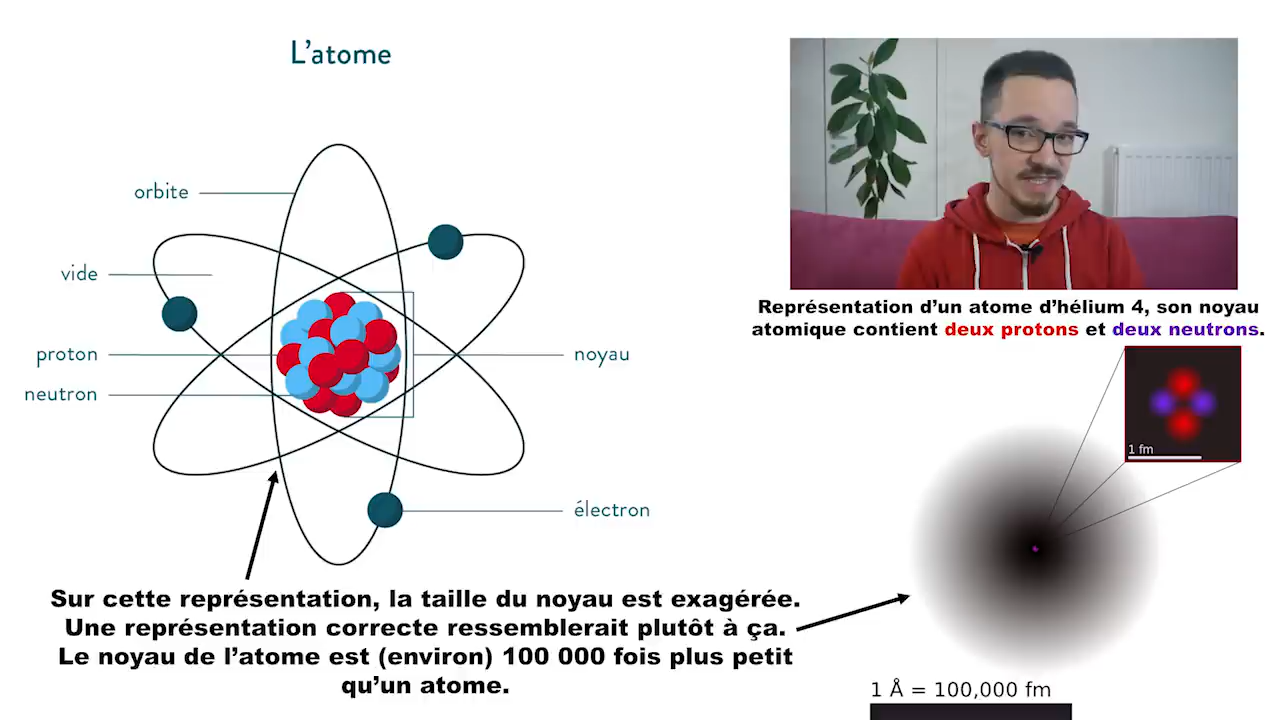 L'atome
orbite
vide
proton
neutron
noyau
électron
Sur cette représentation, la taille du noyau est exagérée.
Une représentation correcte ressemblerait plutôt à ça.
Le noyau de l'atome est (environ) 100 000 fois plus petit
qu'un atome.
Représentation d'un atome d'hélium 4, son noyau
atomique contient deux protons et deux neutrons.
1 fm
1 Å = 100,000 fm